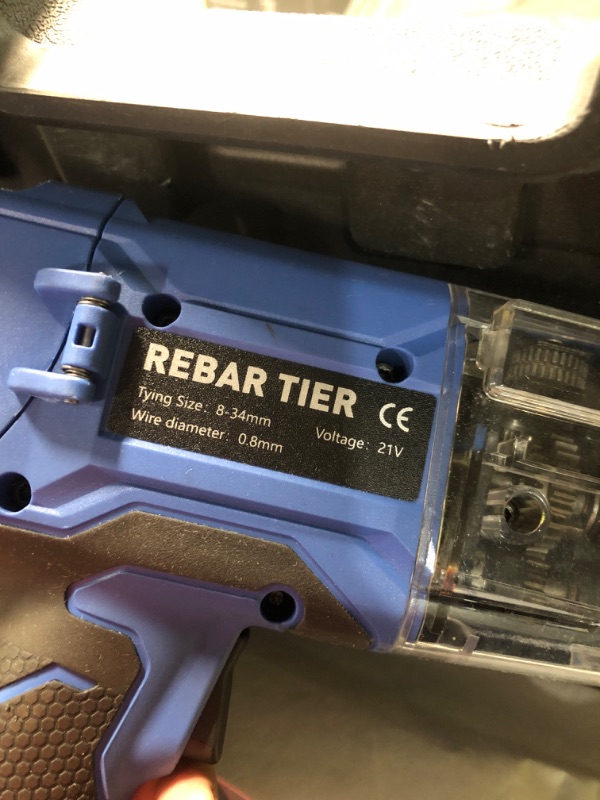 REBAR TIER CE
Tying Size: 8-34mm
Wire diameter: 0.8mm Voltage: 21V